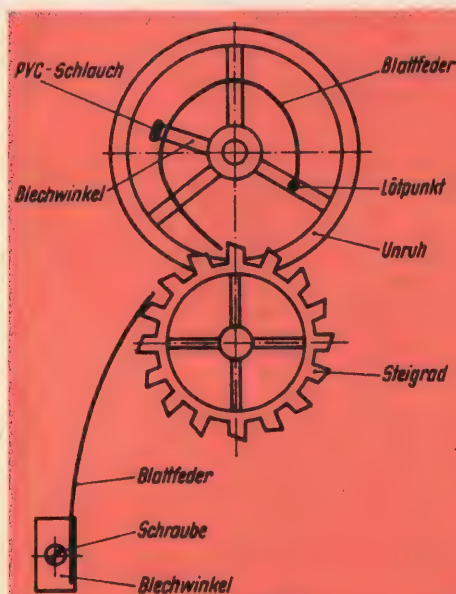 PVC-Schlauch
Blattfeder
Blechwinkel
Lötpunkt
Unruh
Steigrad
Blattfeder
Schraube
Blechwinkel